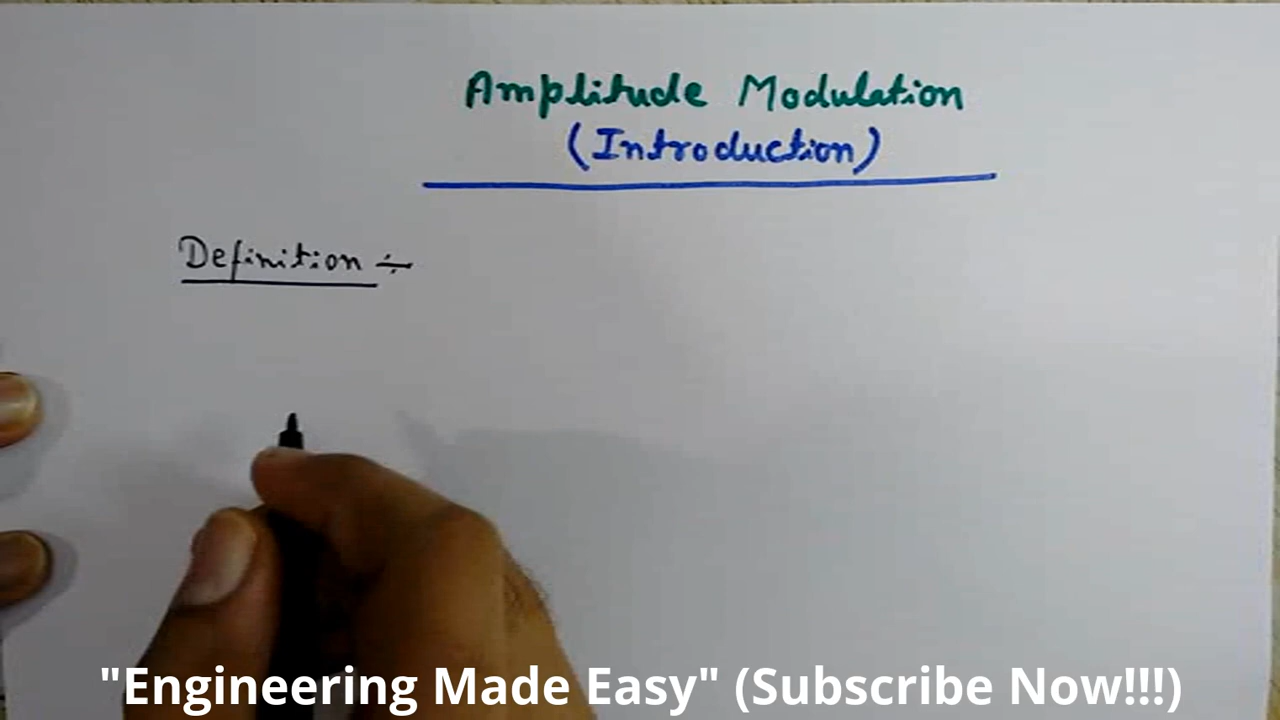 Amplitude Modulation
(Introduction)
Definition ÷
"Engineering Made Easy" (Subscribe Now!!!)